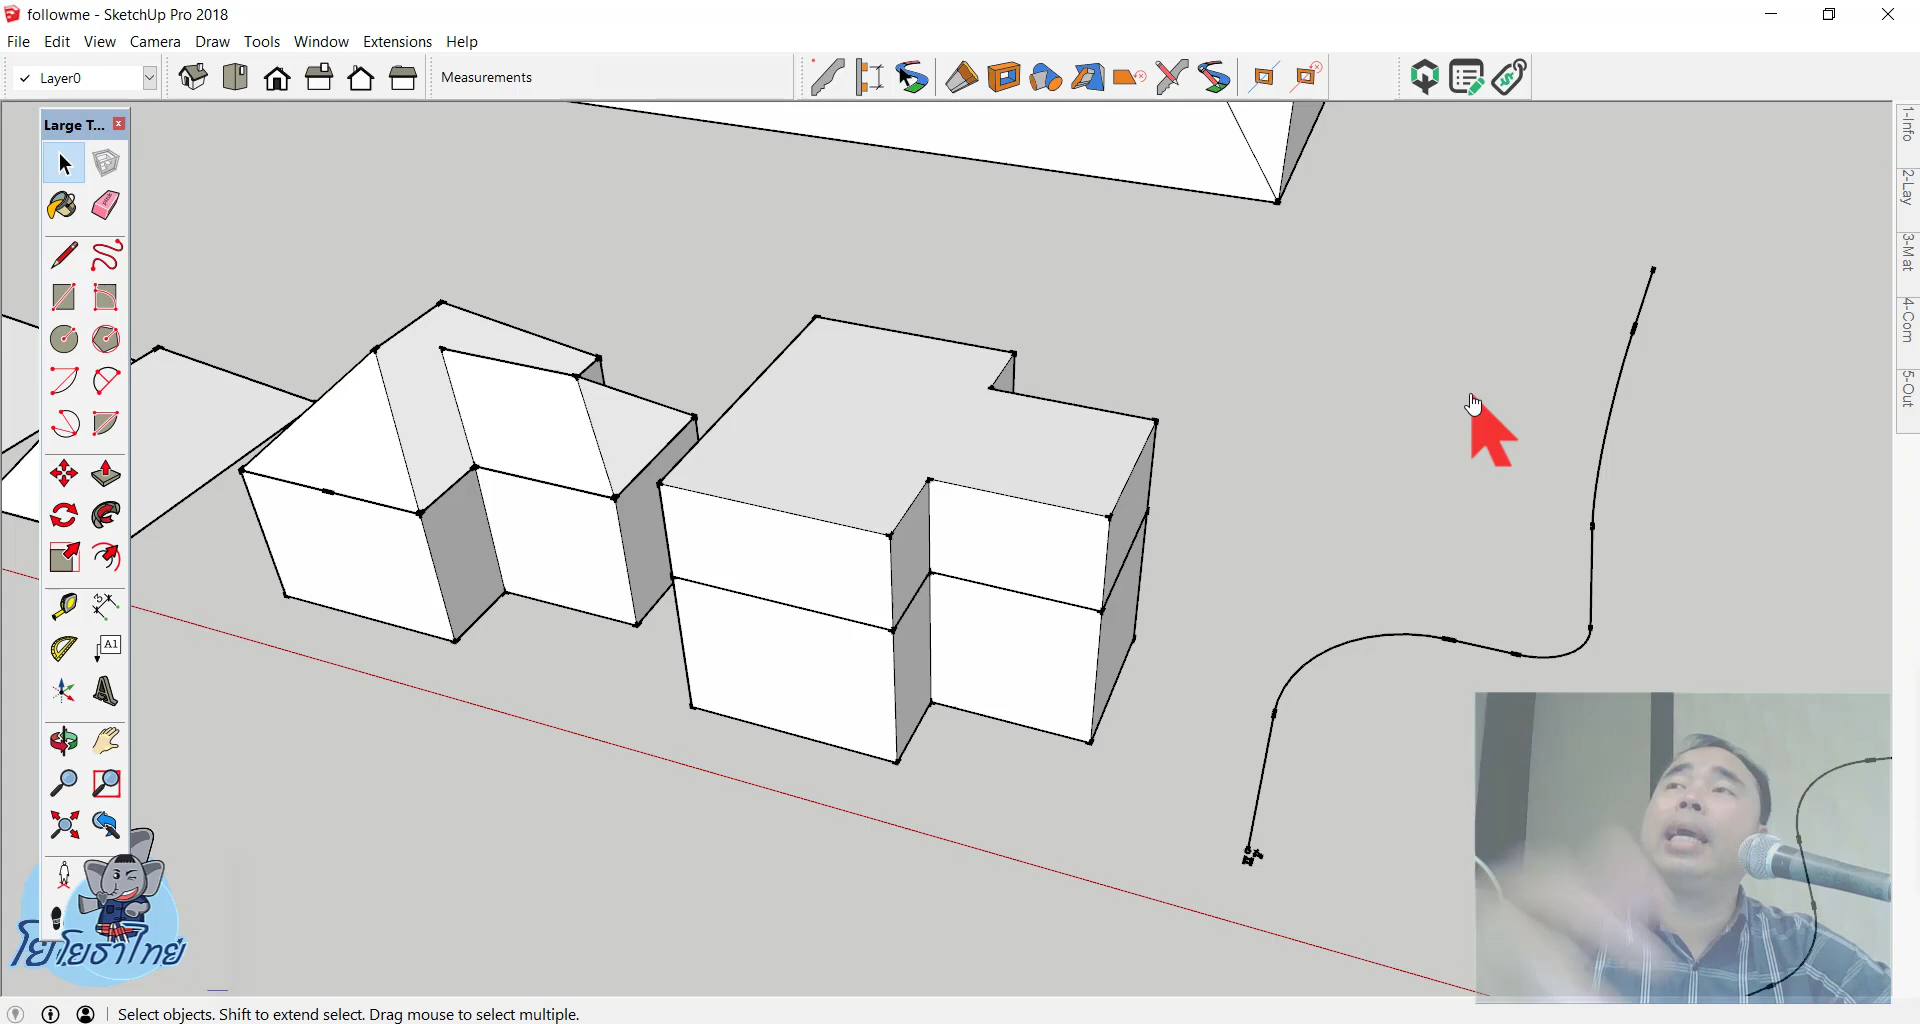 followme - SketchUp Pro 2018
File Edit View Camera Draw Tools Window Extensions Help
Layer0
Measurements
Large T...
1-Info
2-Lay
3-Mat
4-Com
5-Out
A1
โยโยธาไทย
Select objects. Shift to extend select. Drag mouse to select multiple.